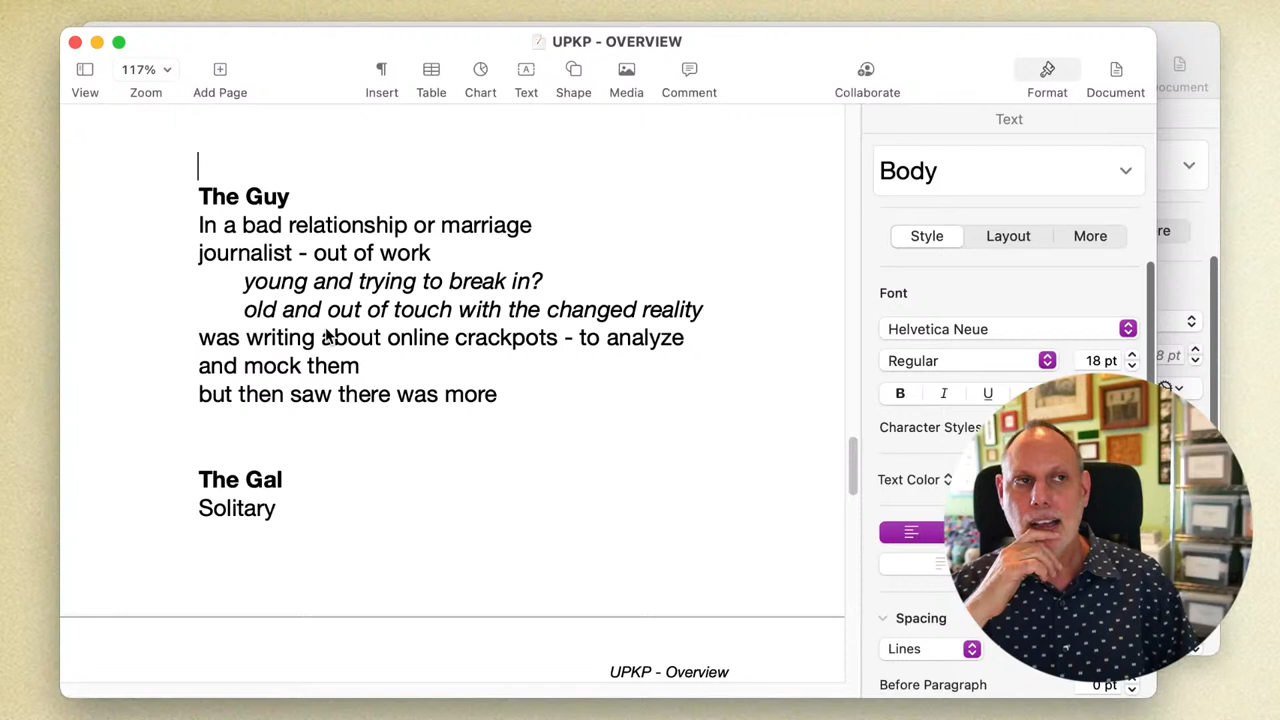 UPKP - OVERVIEW
117%
View
Zoom
Add Page
Insert
Table
Chart
Text
Shape
Media
Comment
Collaborate
Format
Document
ocument
Text
The Guy
In a bad relationship or marriage
journalist - out of work
young and trying to break in?
old and out of touch with the changed reality
was writing about online crackpots - to analyze
and mock them
but then saw there was more
The Gal
Solitary
UPKP - Overview
Body
Style
Layout
More
re
Font
Helvetica Neue
Regular
18 pt
8 pt
B
I
U
Character Styles
Text Color
Spacing
Lines
Before Paragraph
0 pt